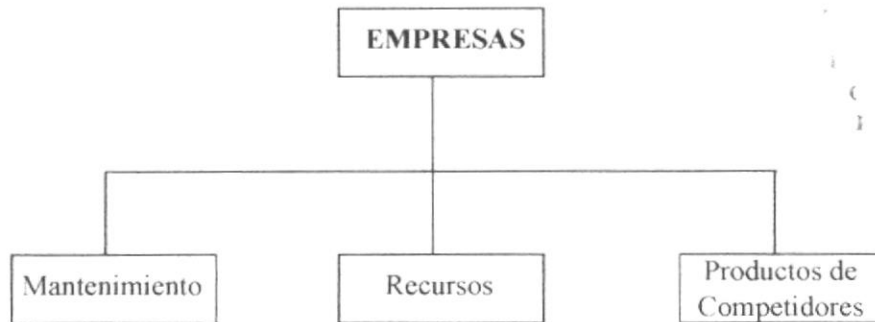 EMPRESAS
Mantenimiento
Recursos
Productos de
Competidores